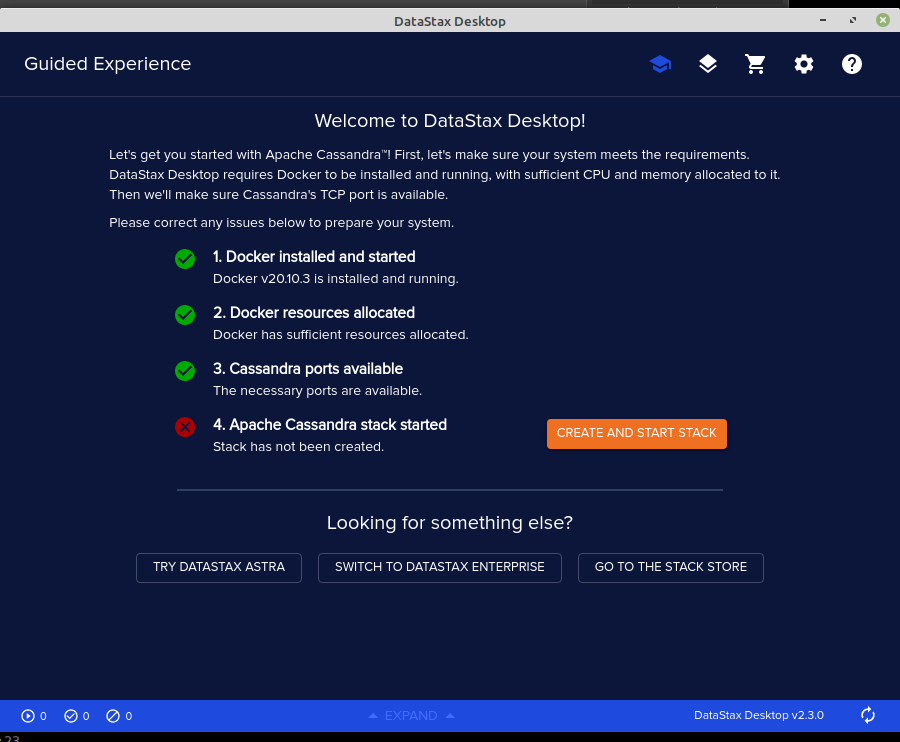 DataStax Desktop
Guided Experience
Welcome to DataStax Desktop!
Let's get you started with Apache Cassandra™! First, let's make sure your system meets the requirements.
DataStax Desktop requires Docker to be installed and running, with sufficient CPU and memory allocated to it.
Then we'll make sure Cassandra's TCP port is available.
Please correct any issues below to prepare your system.
1. Docker installed and started
Docker v20.10.3 is installed and running.
2. Docker resources allocated
Docker has sufficient resources allocated.
3. Cassandra ports available
The necessary ports are available.
4. Apache Cassandra stack started
Stack has not been created.
CREATE AND START STACK
Looking for something else?
TRY DATASTAX ASTRA
SWITCH TO DATASTAX ENTERPRISE
GO TO THE STACK STORE
0 0 0
EXPAND
DataStax Desktop v2.3.0